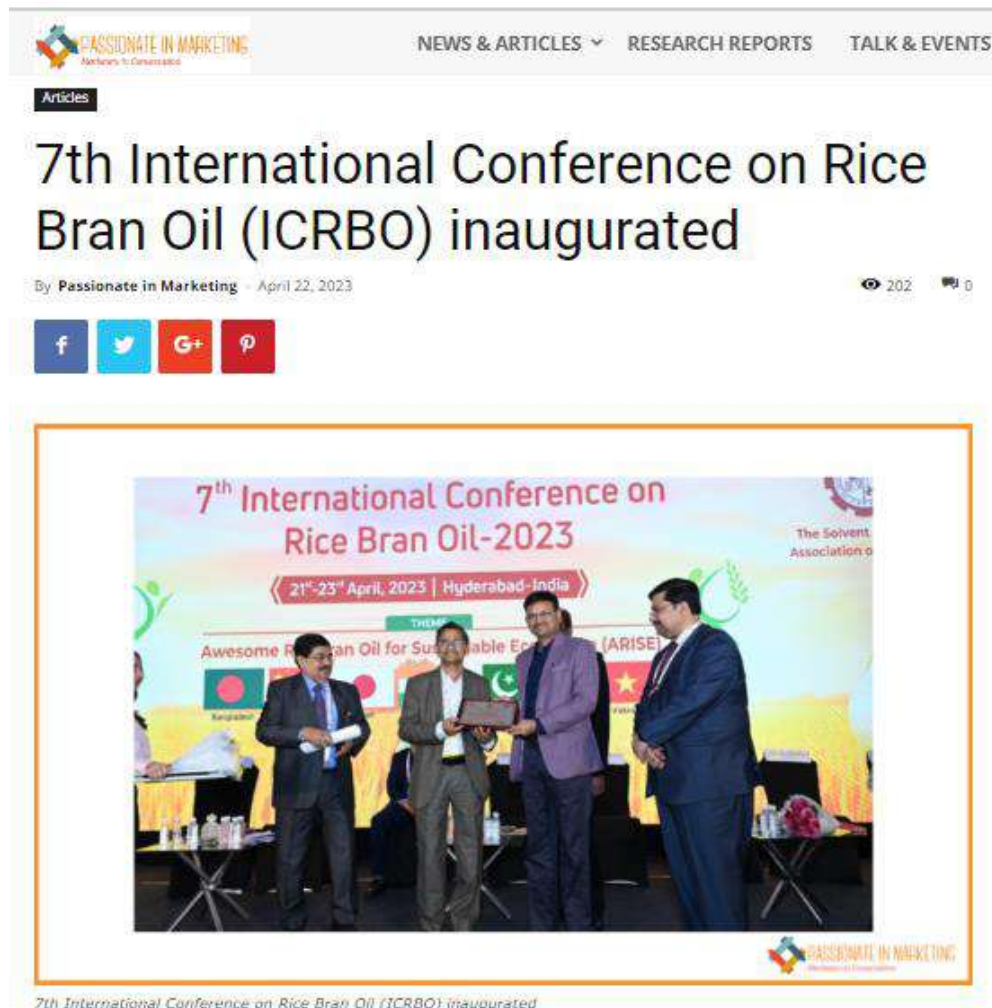 PASSIONATE IN MARKETING
NEWS & ARTICLES RESEARCH REPORTS TALK & EVENTS
Articles
7th International Conference on Rice
Bran Oil (ICRBO) inaugurated
By Passionate in Marketing - April 22, 2023 202 0
f G+
7th International Conference on
Rice Bran Oil-2023
The Solvent
Association o
21st-23rd April, 2023 | Hyderabad-India
THEME
Awesome R an Oil for Sus able Ec (ARISE)
Bangladesh
PASSIONATE IN MARKETING
7th International Conference on Rice Bran Oil (ICRBO) inaugurated